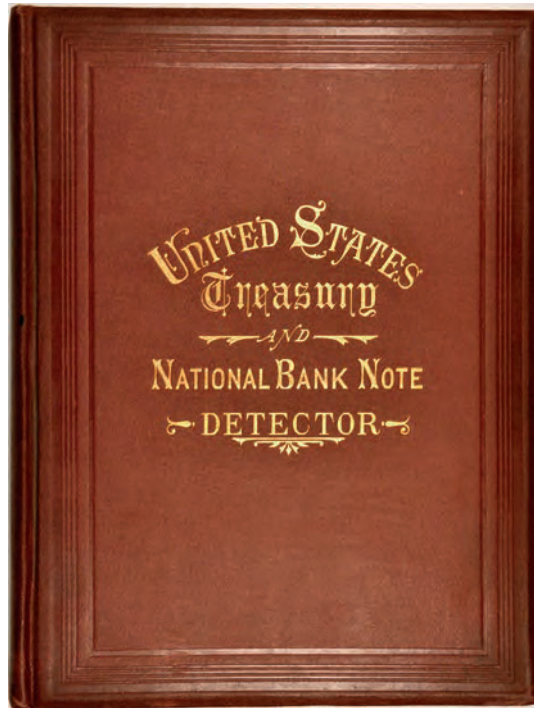 UNITED STATES
Treasury
AND
NATIONAL BANK NOTE
DETECTOR